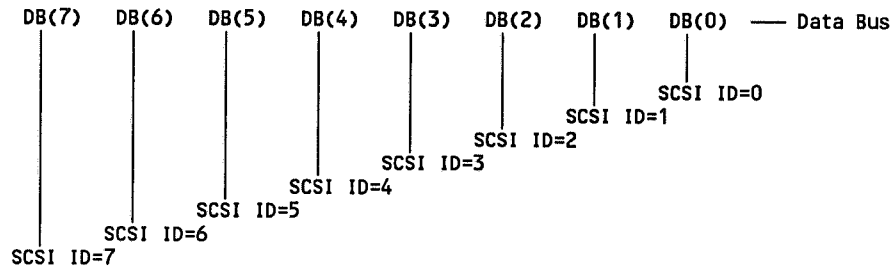 DB(7) DB(6) DB(5) DB(4) DB(3) DB(2) DB(1) DB(0) Data Bus
SCSI ID=0
SCSI ID=1
SCSI ID=2
SCSI ID=3
SCSI ID=4
SCSI ID=5
SCSI ID=6
SCSI ID=7